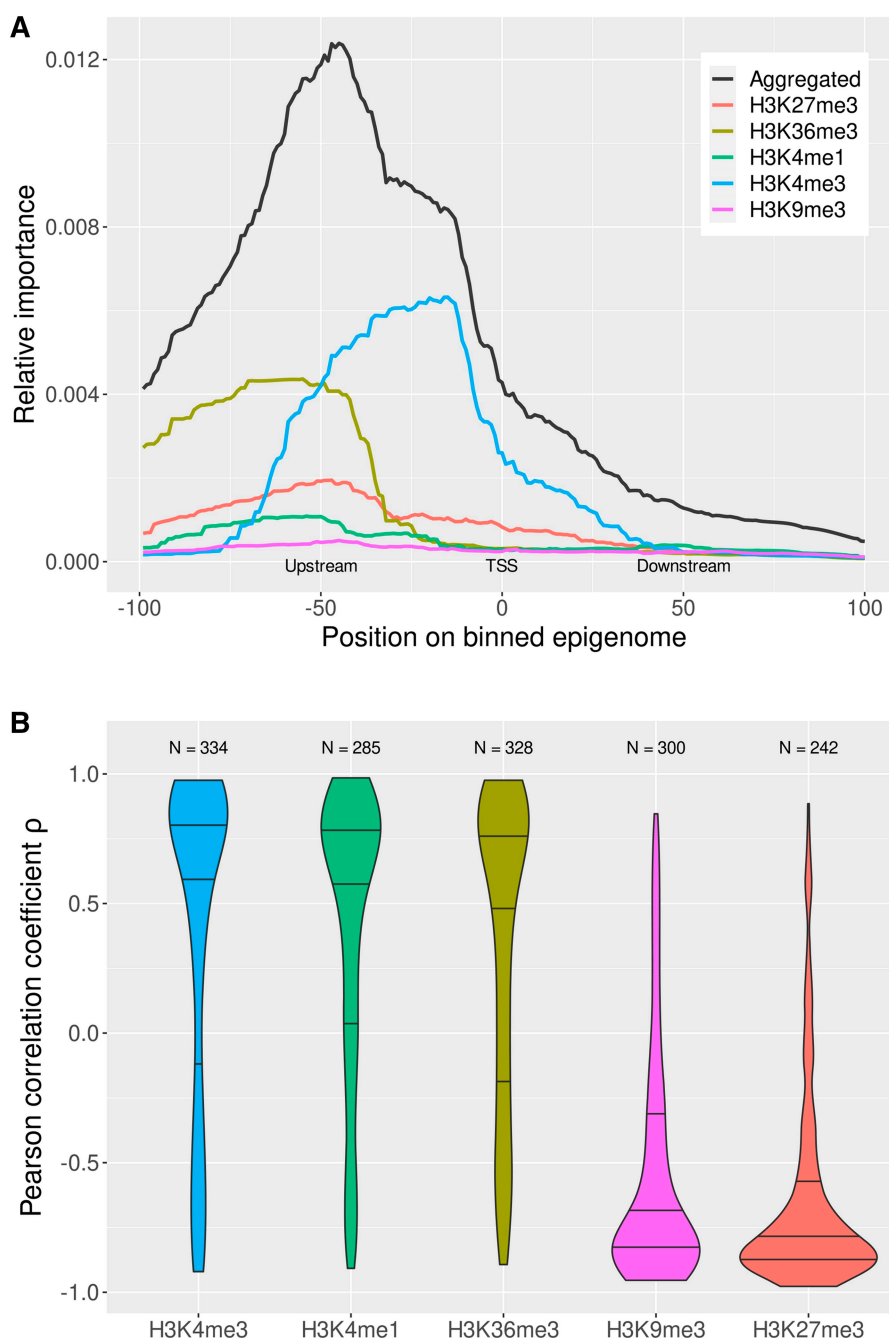 A
0.012
0.008
0.004
0.000
Relative importance
Aggregated
H3K27me3
H3K36me3
H3K4me1
H3K4me3
H3K9me3
Upstream TSS Downstream
-100 -50 0 50 100
Position on binned epigenome
B
N = 334 N = 285 N = 328 N = 300 N = 242
1.0
0.5
0.0
-0.5
-1.0
Pearson correlation coefficient ρ
H3K4me3 H3K4me1 H3K36me3 H3K9me3 H3K27me3